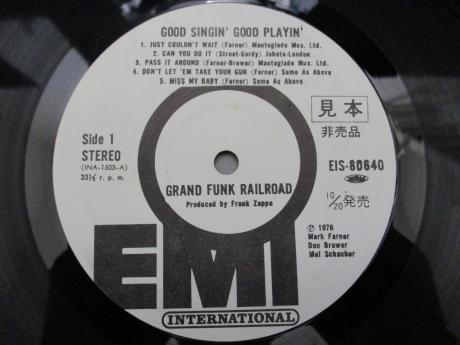 GOOD SINGIN' GOOD PLAYIN'
1. JUST COULDN'T WAIT (Farner) Mautoglade Mus. Ltd.
2. CAN YOU DO IT (Street-Gordy) Jobete-London
3. PASS IT AROUND (Farner-Brewer) Mautoglade Mus. Ltd.
4. DON'T LET 'EM TAKE YOUR GUN (Farner) Same As Above
5. MISS MY BABY (Farner) Same As Above
Side 1
STEREO
(INA-1503-A)
33⅓ r. p. m.
見本
非売品
EIS-80640
10/20発売
GRAND FUNK RAILROAD
Produced by Frank Zappa
Ⓟ 1976
Mark Farner
Don Brewer
Mel Schacher
EMI
INTERNATIONAL